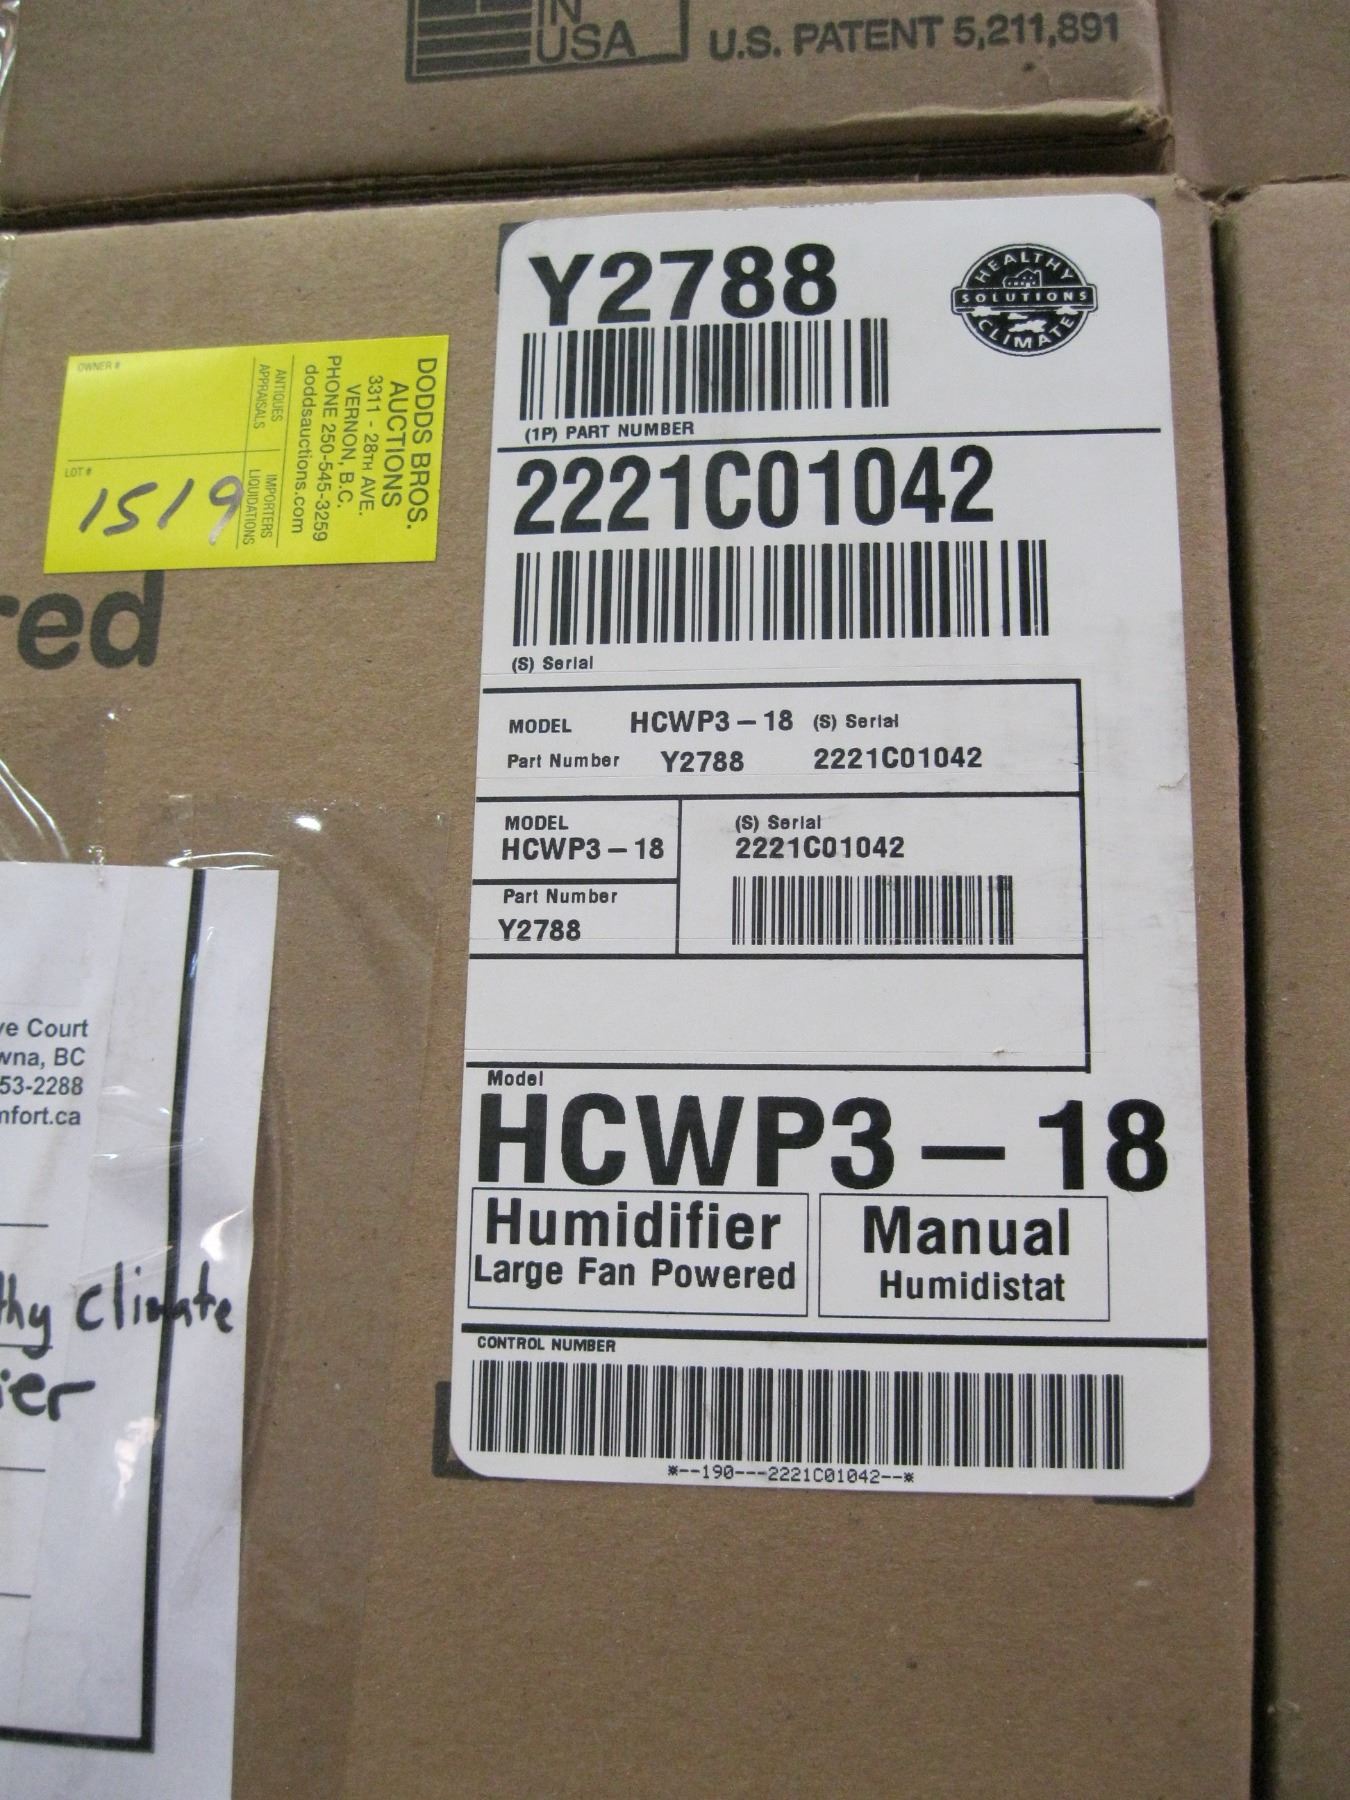 IN
USA
U.S. PATENT 5,211,891
Y2788
HEALTHY
SOLUTIONS
CLIMATE
(1P) PART NUMBER
2221C01042
(S) Serial
MODEL HCWP3-18 (S) Serial
Part Number Y2788 2221C01042
MODEL
HCWP3-18
(S) Serial
2221C01042
Part Number
Y2788
Model
HCWP3-18
Humidifier
Large Fan Powered
Manual
Humidistat
CONTROL NUMBER
*--190---2221C01042--*
DODDS BROS.
AUCTIONS
3311 - 28TH AVE.
VERNON, B.C.
PHONE 250-545-3259
doddsauctions.com
ANTIQUES
APPRAISALS
IMPORTERS
LIQUIDATIONS
OWNER #
LOT #
1519
red
ve Court
wna, BC
53-2288
mfort.ca
thy Climate
ier